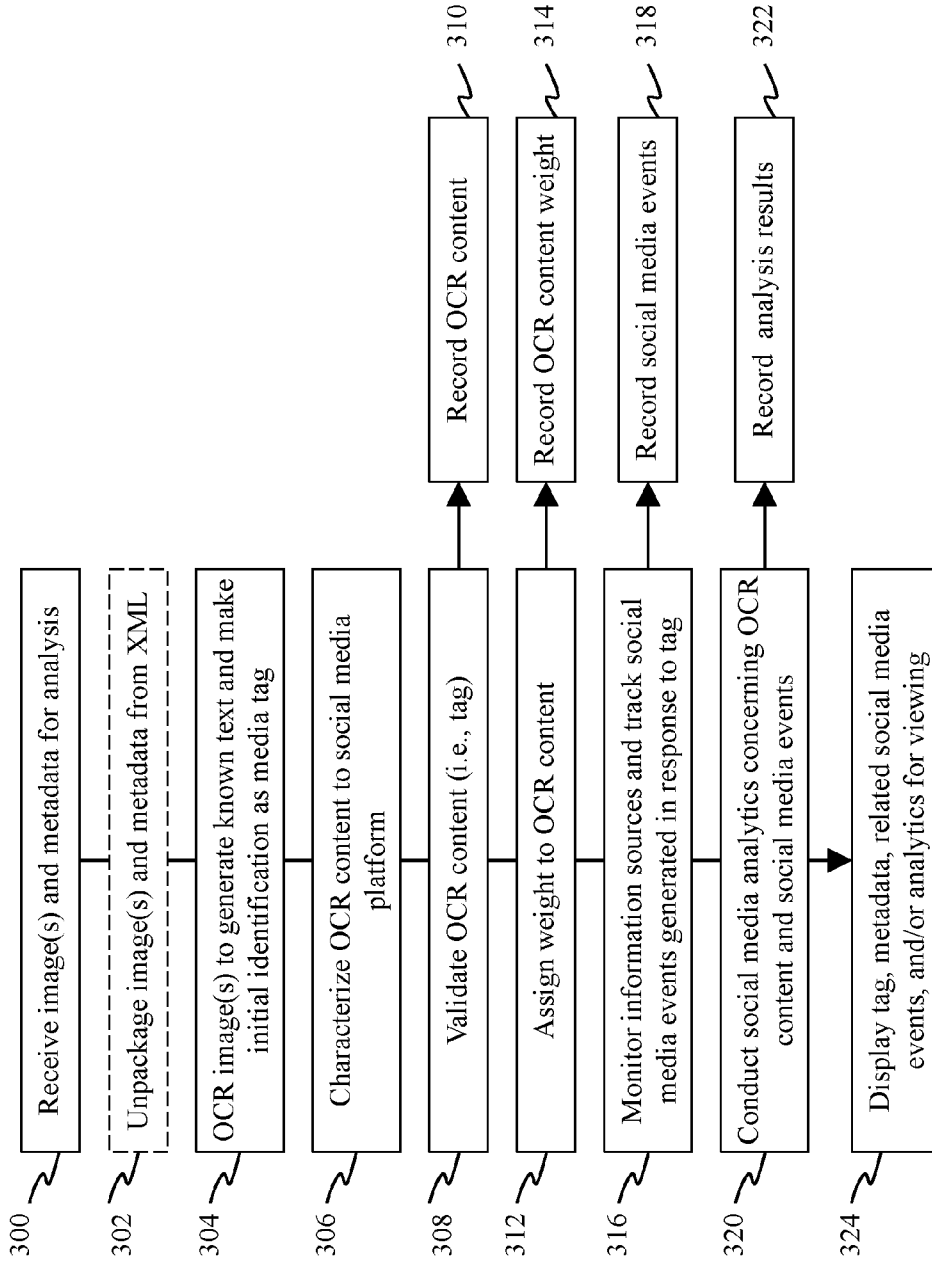 300
Receive image(s) and metadata for analysis
302
Unpackage image(s) and metadata from XML
304
OCR image(s) to generate known text and make
initial identification as media tag
306
Characterize OCR content to social media
platform
308
Validate OCR content (i.e., tag)
Record OCR content
310
312
Assign weight to OCR content
Record OCR content weight
314
316
Monitor information sources and track social
media events generated in response to tag
Record social media events
318
320
Conduct social media analytics concerning OCR
content and social media events
Record analysis results
322
324
Display tag, metadata, related social media
events, and/or analytics for viewing